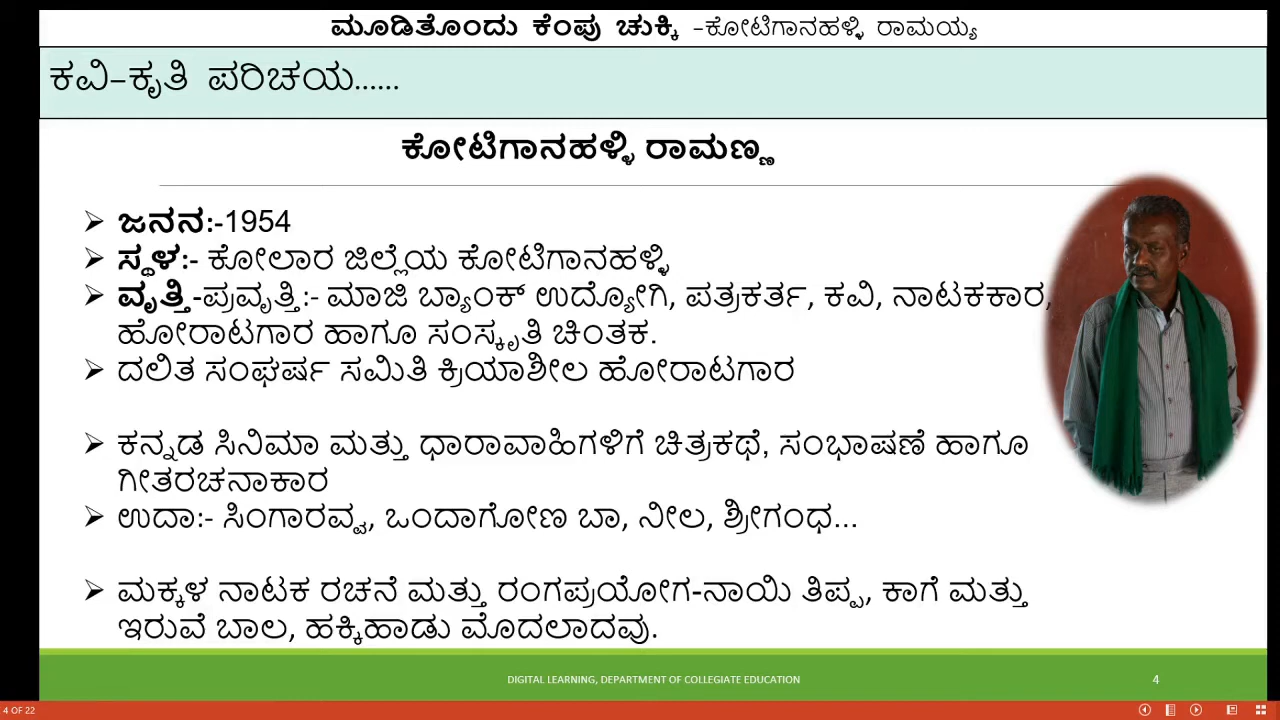 ಮೂಡಿತೊಂದು ಕೆಂಪು ಚುಕ್ಕಿ -ಕೋಟಿಗಾನಹಳ್ಳಿ ರಾಮಯ್ಯ
ಕವಿ-ಕೃತಿ ಪರಿಚಯ......
ಕೋಟಿಗಾನಹಳ್ಳಿ ರಾಮಣ್ಣ
➢ ಜನನ:-1954
➢ ಸ್ಥಳ:- ಕೋಲಾರ ಜಿಲ್ಲೆಯ ಕೋಟಿಗಾನಹಳ್ಳಿ
➢ ವೃತ್ತಿ-ಪ್ರವೃತ್ತಿ:- ಮಾಜಿ ಬ್ಯಾಂಕ್ ಉದ್ಯೋಗಿ, ಪತ್ರಕರ್ತ, ಕವಿ, ನಾಟಕಕಾರ,
ಹೋರಾಟಗಾರ ಹಾಗೂ ಸಂಸ್ಕೃತಿ ಚಿಂತಕ.
➢ ದಲಿತ ಸಂಘರ್ಷ ಸಮಿತಿ ಕ್ರಿಯಾಶೀಲ ಹೋರಾಟಗಾರ
➢ ಕನ್ನಡ ಸಿನಿಮಾ ಮತ್ತು ಧಾರಾವಾಹಿಗಳಿಗೆ ಚಿತ್ರಕಥೆ, ಸಂಭಾಷಣೆ ಹಾಗೂ
ಗೀತರಚನಾಕಾರ
➢ ಉದಾ:- ಸಿಂಗಾರವ್ವ, ಒಂದಾಗೋಣ ಬಾ, ನೀಲ, ಶ್ರೀಗಂಧ...
➢ ಮಕ್ಕಳ ನಾಟಕ ರಚನೆ ಮತ್ತು ರಂಗಪ್ರಯೋಗ-ನಾಯಿ ತಿಪ್ಪ, ಕಾಗೆ ಮತ್ತು
ಇರುವೆ ಬಾಲ, ಹಕ್ಕಿಹಾಡು ಮೊದಲಾದವು.
DIGITAL LEARNING, DEPARTMENT OF COLLEGIATE EDUCATION 4
4 OF 22